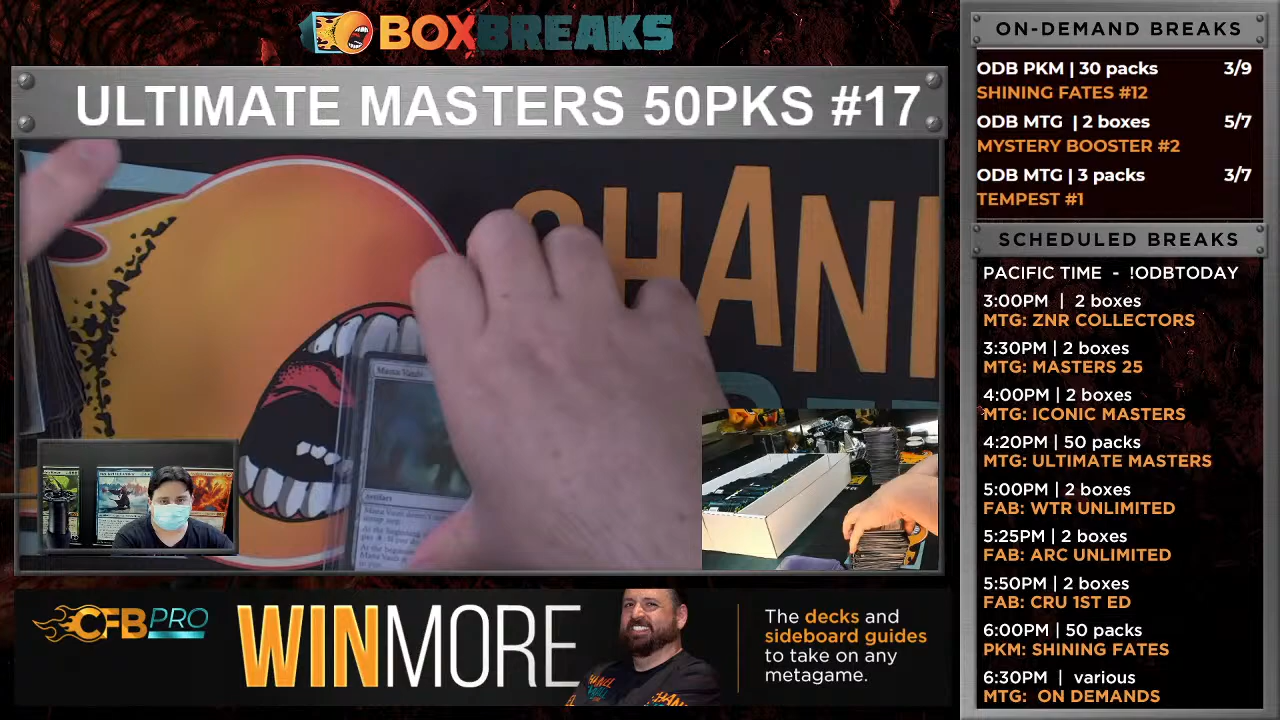 BOXBREAKS
ULTIMATE MASTERS 50PKS #17
CHANN
Mana Vault
Artifact
ON-DEMAND BREAKS
ODB PKM | 30 packs 3/9
SHINING FATES #12
ODB MTG | 2 boxes 5/7
MYSTERY BOOSTER #2
ODB MTG | 3 packs 3/7
TEMPEST #1
SCHEDULED BREAKS
PACIFIC TIME - !ODBTODAY
3:00PM | 2 boxes
MTG: ZNR COLLECTORS
3:30PM | 2 boxes
MTG: MASTERS 25
4:00PM | 2 boxes
MTG: ICONIC MASTERS
4:20PM | 50 packs
MTG: ULTIMATE MASTERS
5:00PM | 2 boxes
FAB: WTR UNLIMITED
5:25PM | 2 boxes
FAB: ARC UNLIMITED
5:50PM | 2 boxes
FAB: CRU 1ST ED
6:00PM | 50 packs
PKM: SHINING FATES
6:30PM | various
MTG: ON DEMANDS
CFBPRO
WINMORE
The decks and
sideboard guides
to take on any
metagame.